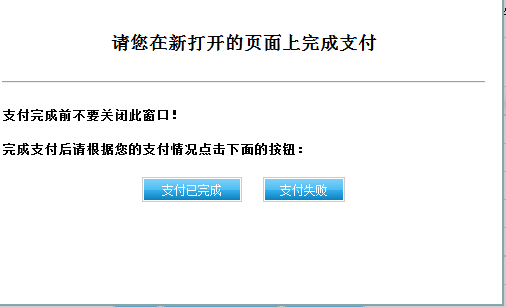 请您在新打开的页面上完成支付
支付完成前不要关闭此窗口！
完成支付后请根据您的支付情况点击下面的按钮：
支付已完成 支付失败